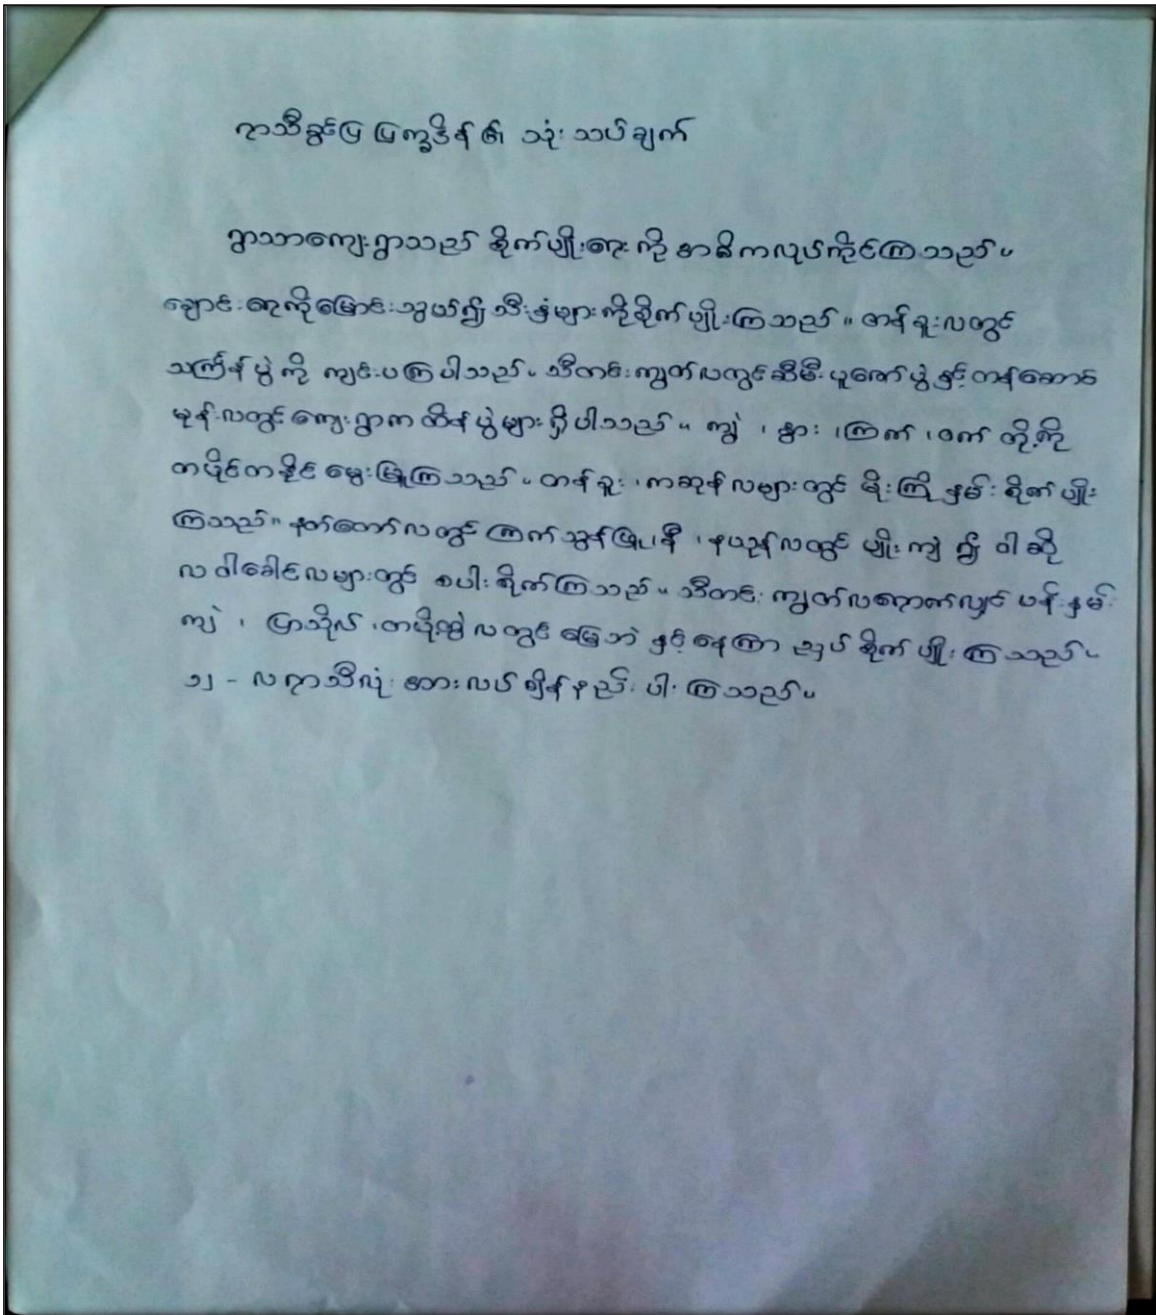 ရာသီခွင်ပြ ပြက္ခဒိန် ၏ သုံး သပ်ချက်
ရွာသာကျေးရွာသည် စိုက်ပျိုးရေး ကို အဓိကလုပ်ကိုင်ကြသည်။
ချောင်းရေကိုမြောင်းသွယ်၍ သီးနှံများကိုစိုက်ပျိုးကြသည်။ တန်ခူးလတွင်
သင်္ကြန်ပွဲကို ကျင်းပကြပါသည်။ သီတင်းကျွတ်လတွင်ဆီမီးပူဇော်ပွဲနှင့်တန်ဆောင်
မုန်းလတွင်ကျေးရွာကထိန်ပွဲများရှိပါသည်။ ကျွဲ၊ နွား၊ ကြက်၊ ဝက် တို့ကို
တပိုင်တနိုင် မွေးမြူကြသည်။ တန်ခူး၊ ကဆုန်လများတွင် မိုးကြိုနှမ်းစိုက်ပျိုး
ကြသည်။ နတ်တော်လတွင် ကြက်သွန်ဖြူ၊နီ၊ နယုန်လတွင် ပျိုးကျဲ၍ ဝါဆို
လဝါခေါင်လများတွင် စပါးစိုက်ကြသည်။ သီတင်းကျွတ်လရောက်လျှင် ပန်းနှမ်း
ကျဲ၊ ပြာသိုလ်၊ တပို့တွဲလတွင် မြေပဲ နှင့် နေကြာ ညှပ်စိုက်ပျိုးကြသည်။
၁၂-လရာသီလုံး အားလပ်ချိန်နည်းပါးကြသည်။